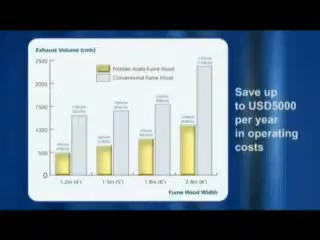 Exhaust Volume (cmh)
Frontier Acela Fume Hood
Conventional Fume Hood
2500
2000
1500
1000
500
0
1.2m (4') 1.5m (5') 1.8m (6') 2.4m (8')
Fume Hood Width
Save up
to USD5000
per year
in operating
costs